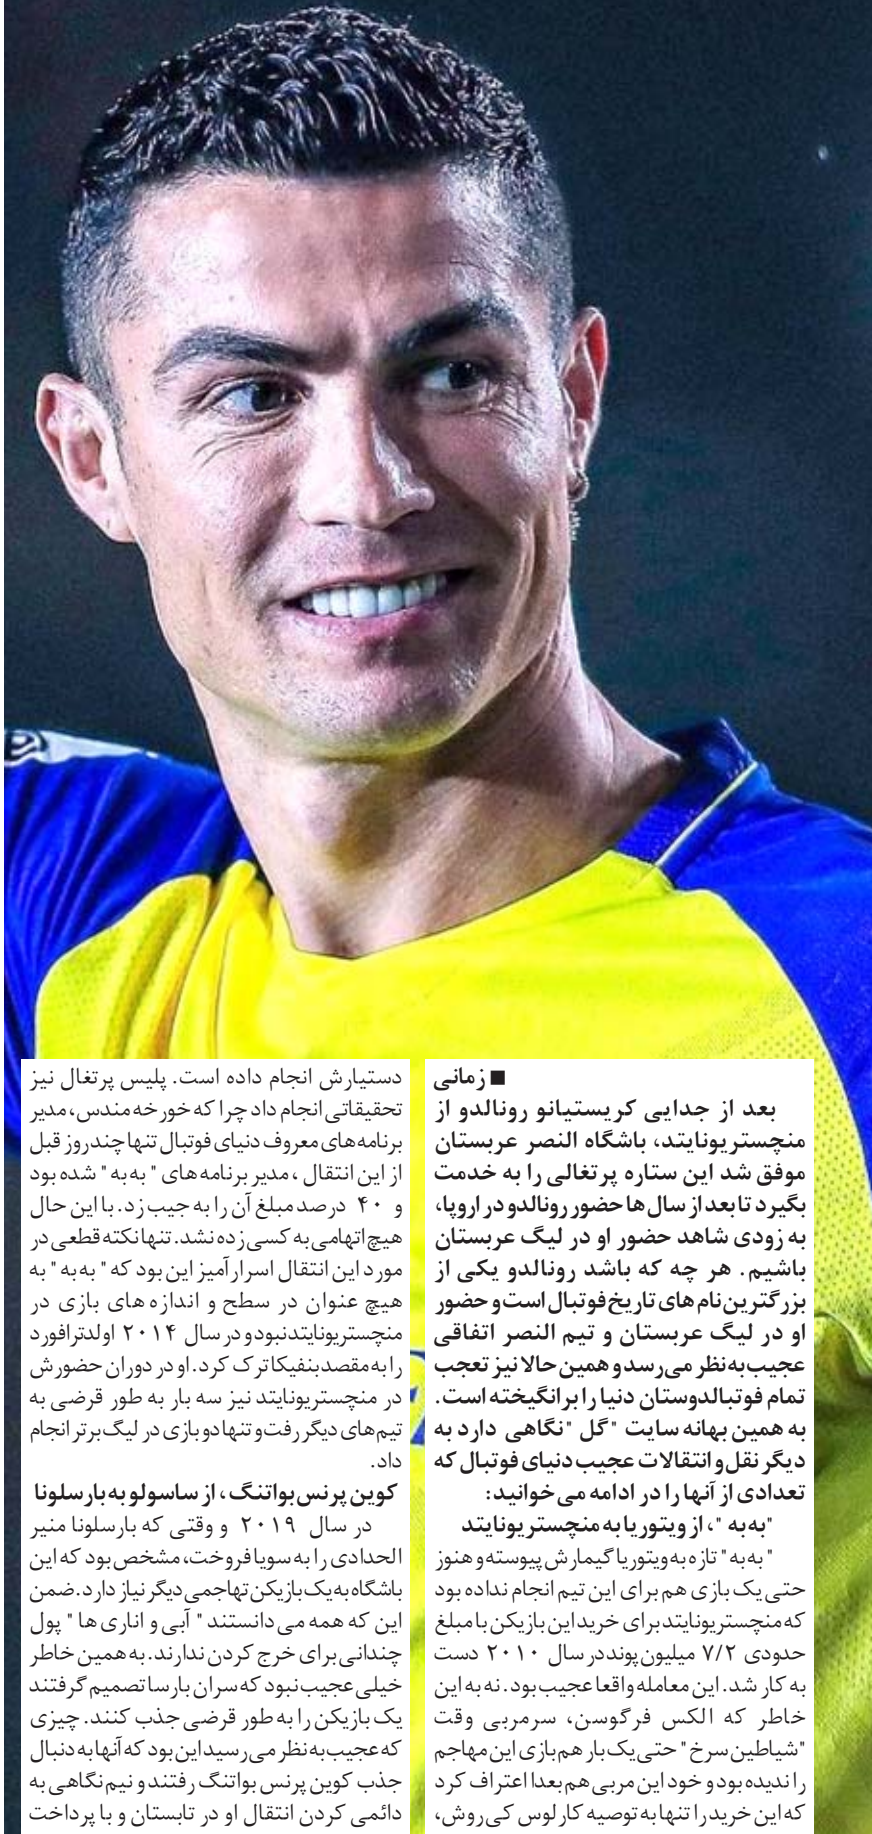 ■ زمانی
بعد از جدایی کریستیانو رونالدو از
منچستریونایتد، باشگاه النصر عربستان
موفق شد این ستاره پرتغالی را به خدمت
بگیرد تا بعد از سال ها حضور رونالدو در اروپا،
به زودی شاهد حضور او در لیگ عربستان
باشیم. هر چه که باشد رونالدو یکی از
بزرگترین نام های تاریخ فوتبال است و حضور
او در لیگ عربستان و تیم النصر اتفاقی
عجیب به نظر می رسد و همین حالا نیز تعجب
تمام فوتبالدوستان دنیا را برانگیخته است.
به همین بهانه سایت "گل" نگاهی دارد به
دیگر نقل و انتقالات عجیب دنیای فوتبال که
تعدادی از آنها را در ادامه می خوانید:
"به به"، از ویتوریا به منچستریونایتد
"به به" تازه به ویتوریا گیمارش پیوسته و هنوز
حتی یک بازی هم برای این تیم انجام نداده بود
که منچستریونایتد برای خرید این بازیکن با مبلغ
حدودی ۷/۲ میلیون پوند در سال ۲۰۱۰ دست
به کار شد. این معامله واقعا عجیب بود. نه به این
خاطر که الکس فرگوسن، سرمربی وقت
"شیاطین سرخ" حتی یک بار هم بازی این مهاجم
را ندیده بود و خود این مربی هم بعدا اعتراف کرد
که این خرید را تنها به توصیه کارلوس کی روش،
دستیارش انجام داده است. پلیس پرتغال نیز
تحقیقاتی انجام داد چرا که خورخه مندس، مدیر
برنامه های معروف دنیای فوتبال تنها چند روز قبل
از این انتقال، مدیر برنامه های "به به" شده بود
و ۴۰ درصد مبلغ آن را به جیب زد. با این حال
هیچ اتهامی به کسی زده نشد. تنها نکته قطعی در
مورد این انتقال اسرارآمیز این بود که "به به" به
هیچ عنوان در سطح و اندازه های بازی در
منچستریونایتد نبود و در سال ۲۰۱۴ اولدترافورد
را به مقصد بنفیکا ترک کرد. او در دوران حضورش
در منچستریونایتد نیز سه بار به طور قرضی به
تیم های دیگر رفت و تنها دو بازی در لیگ برتر انجام
داد.
کوین پرنس بواتنگ، از ساسولو به بارسلونا
در سال ۲۰۱۹ و وقتی که بارسلونا منیر
الحدادی را به سویا فروخت، مشخص بود که این
باشگاه به یک بازیکن تهاجمی دیگر نیاز دارد. ضمن
این که همه می دانستند "آبی و اناری ها" پول
چندانی برای خرج کردن ندارند. به همین خاطر
خیلی عجیب نبود که سران بارسا تصمیم گرفتند
یک بازیکن را به طور قرضی جذب کنند. چیزی
که عجیب به نظر می رسید این بود که آنها به دنبال
جذب کوین پرنس بواتنگ رفتند و نیم نگاهی به
دائمی کردن انتقال او در تابستان و با پرداخت